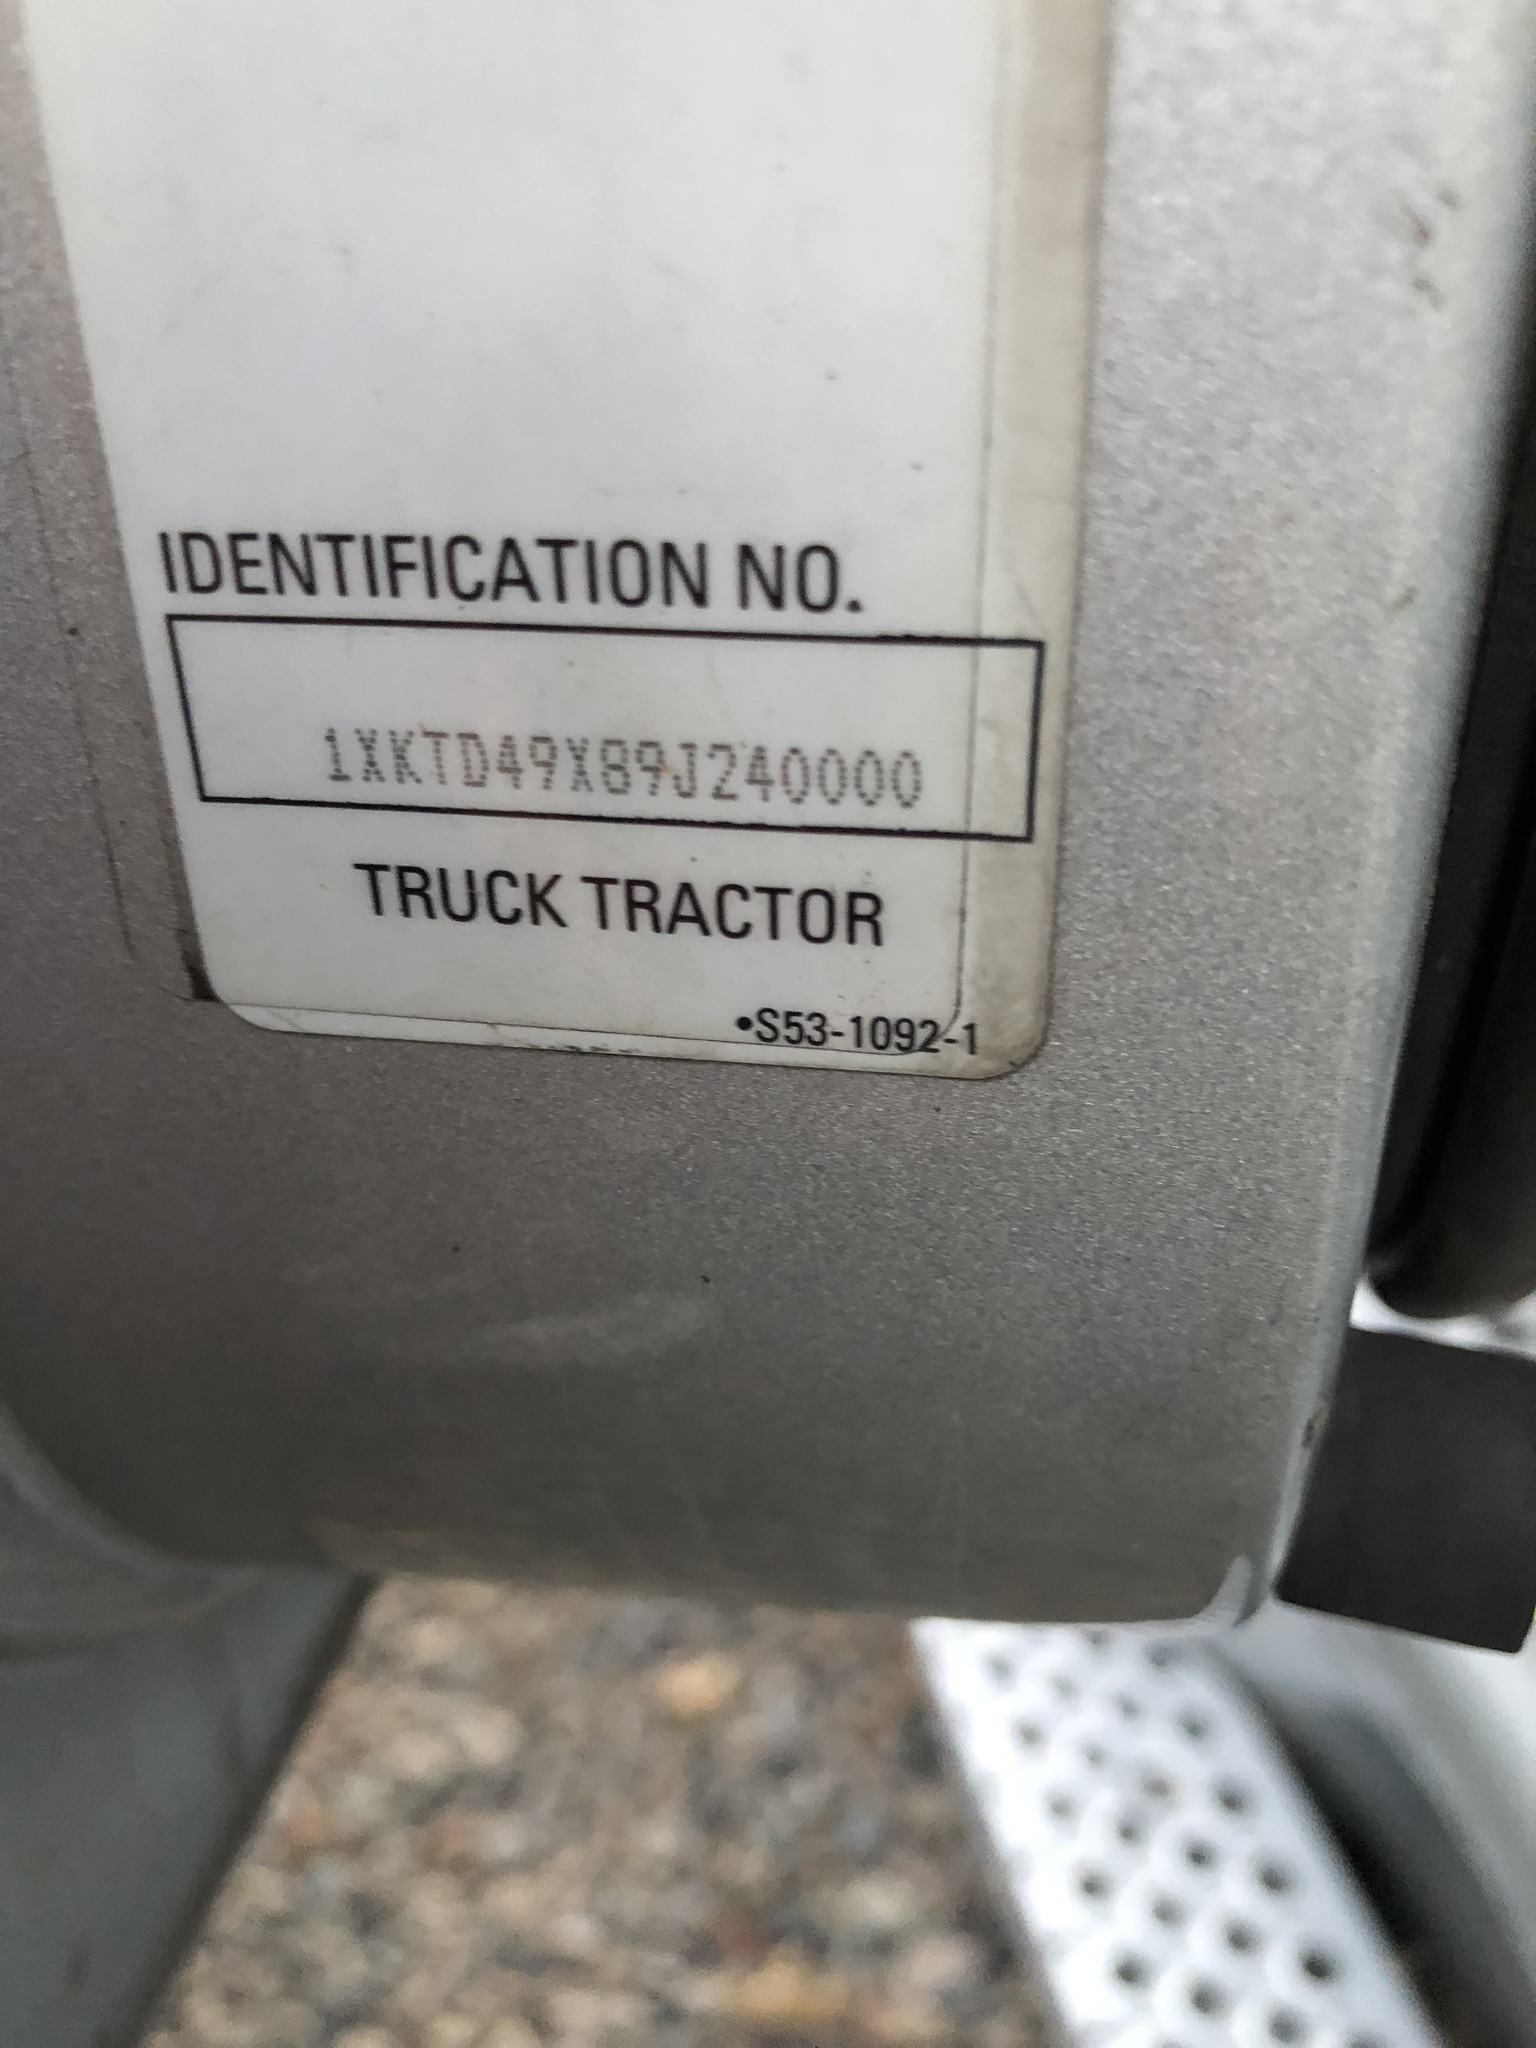 IDENTIFICATION NO.
1XKTD49X89J240000
TRUCK TRACTOR
•S53-1092-1